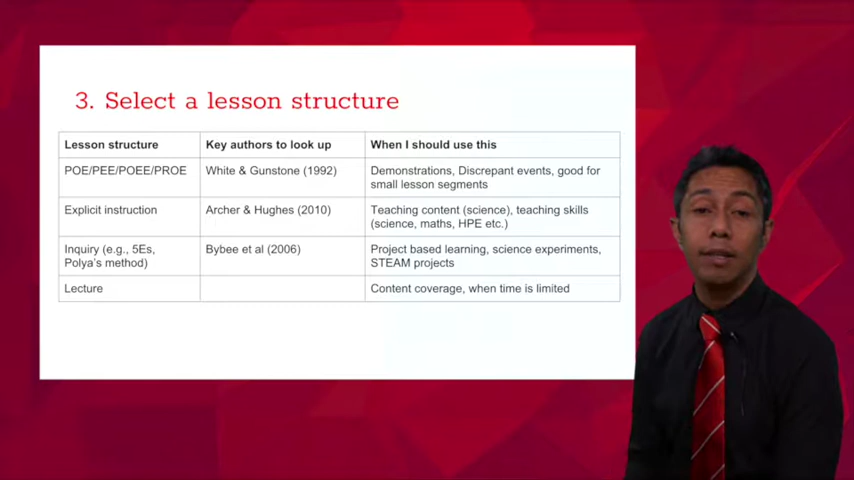 3. Select a lesson structure
Lesson structure Key authors to look up When I should use this
POE/PEE/POEE/PROE White & Gunstone (1992) Demonstrations, Discrepant events, good for
small lesson segments
Explicit instruction Archer & Hughes (2010) Teaching content (science), teaching skills
(science, maths, HPE etc.)
Inquiry (e.g., 5Es, Bybee et al (2006) Project based learning, science experiments,
Polya's method) STEAM projects
Lecture Content coverage, when time is limited